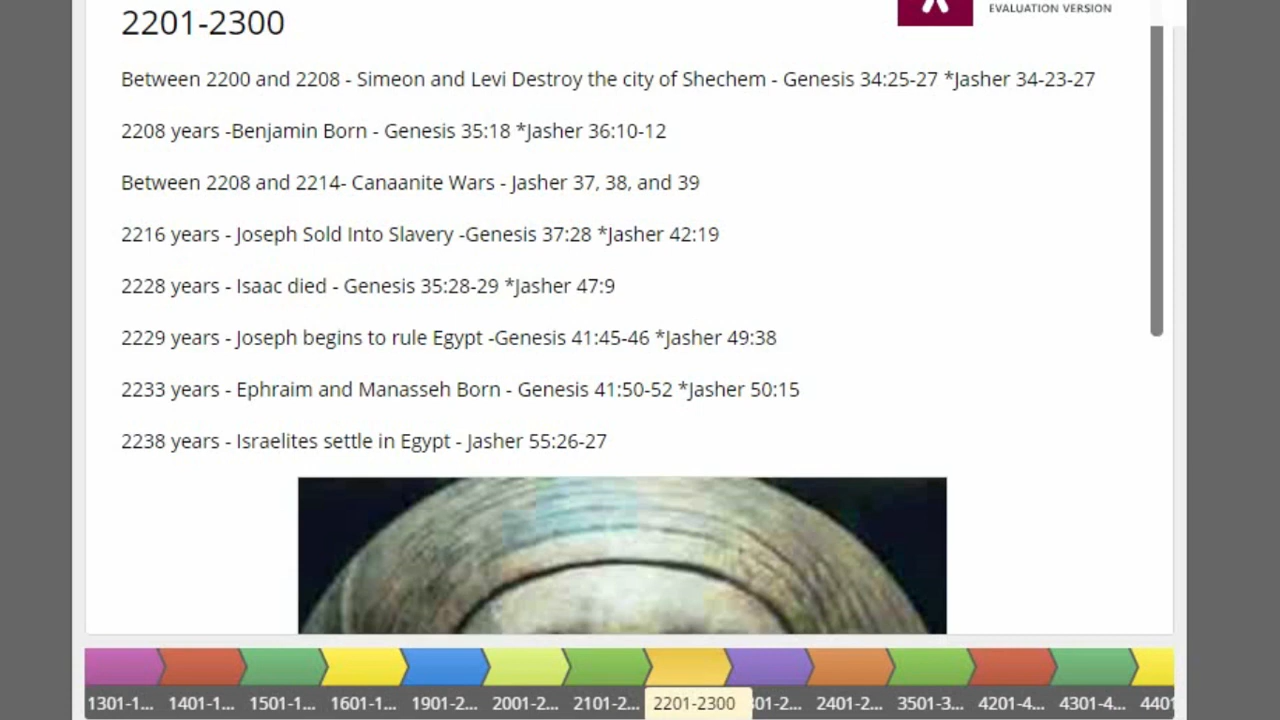 2201-2300
EVALUATION VERSION
Between 2200 and 2208 - Simeon and Levi Destroy the city of Shechem - Genesis 34:25-27 *Jasher 34-23-27
2208 years -Benjamin Born - Genesis 35:18 *Jasher 36:10-12
Between 2208 and 2214- Canaanite Wars - Jasher 37, 38, and 39
2216 years - Joseph Sold Into Slavery -Genesis 37:28 *Jasher 42:19
2228 years - Isaac died - Genesis 35:28-29 *Jasher 47:9
2229 years - Joseph begins to rule Egypt -Genesis 41:45-46 *Jasher 49:38
2233 years - Ephraim and Manasseh Born - Genesis 41:50-52 *Jasher 50:15
2238 years - Israelites settle in Egypt - Jasher 55:26-27
1301-1... 1401-1... 1501-1... 1601-1... 1901-2... 2001-2... 2101-2... 2201-2300 01-2... 2401-2... 3501-3... 4201-4... 4301-4... 4401